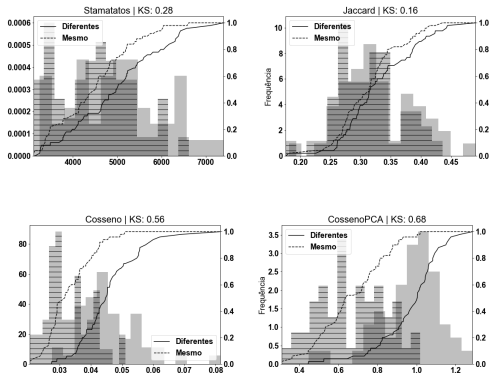 Stamatatos | KS: 0.28
Diferentes
Mesmo
0.0006
0.0005
0.0004
0.0003
0.0002
0.0001
0.0000
1.0
0.8
0.6
0.4
0.2
0.0
4000 5000 6000 7000
Jaccard | KS: 0.16
Diferentes
Mesmo
Frequência
10
8
6
4
2
0
1.0
0.8
0.6
0.4
0.2
0.0
0.20 0.25 0.30 0.35 0.40 0.45
Cosseno | KS: 0.56
80
60
40
20
0
1.0
0.8
0.6
0.4
0.2
0.0
Diferentes
Mesmo
0.03 0.04 0.05 0.06 0.07 0.08
CossenoPCA | KS: 0.68
Diferentes
Mesmo
Frequência
3.5
3.0
2.5
2.0
1.5
1.0
0.5
0.0
1.0
0.8
0.6
0.4
0.2
0.0
0.4 0.6 0.8 1.0 1.2